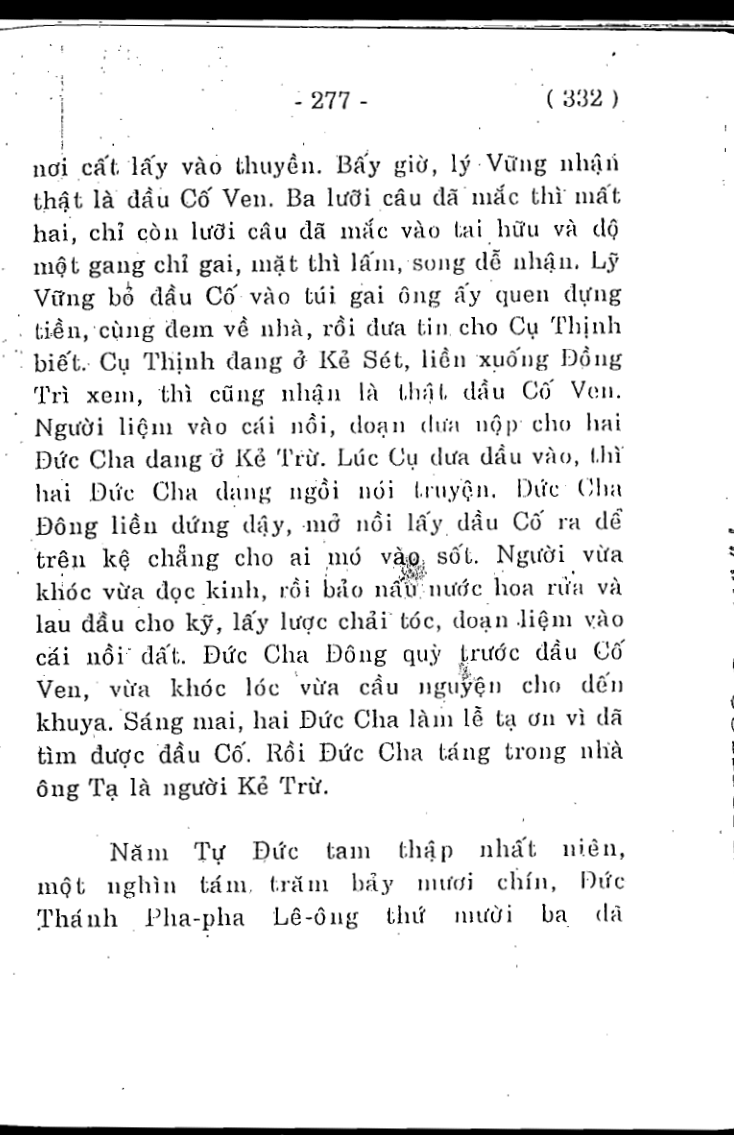 - 277 - ( 332 )
nơi cất lấy vào thuyền. Bấy giờ, lý Vững nhận
thật là đầu Cố Ven. Ba lưỡi câu đã mắc thì mất
hai, chỉ còn lưỡi câu đã mắc vào tai hữu và độ
một gang chỉ gai, mặt thì lấm, song dễ nhận. Lý
Vững bỏ đầu Cố vào túi gai ông ấy quen đựng
tiền, cùng đem về nhà, rồi đưa tin cho Cụ Thịnh
biết. Cụ Thịnh đang ở Kẻ Sét, liền xuống Đồng
Trì xem, thì cũng nhận là thật đầu Cố Ven.
Người liệm vào cái nồi, đoạn đưa nộp cho hai
Đức Cha đang ở Kẻ Trừ. Lúc Cụ đưa đầu vào, thì
hai Đức Cha đang ngồi nói truyện. Đức Cha
Đông liền đứng dậy, mở nồi lấy đầu Cố ra để
trên kệ chẳng cho ai mó vào sốt. Người vừa
khóc vừa đọc kinh, rồi bảo nấu nước hoa rửa và
lau đầu cho kỹ, lấy lược chải tóc, đoạn liệm vào
cái nồi đất. Đức Cha Đông quỳ trước đầu Cố
Ven, vừa khóc lóc vừa cầu nguyện cho đến
khuya. Sáng mai, hai Đức Cha làm lễ tạ ơn vì đã
tìm được đầu Cố. Rồi Đức Cha táng trong nhà
ông Tạ là người Kẻ Trừ.
Năm Tự Đức tam thập nhất niên,
một nghìn tám trăm bảy mươi chín, Đức
Thánh Pha-pha Lê-ông thứ mười ba đã